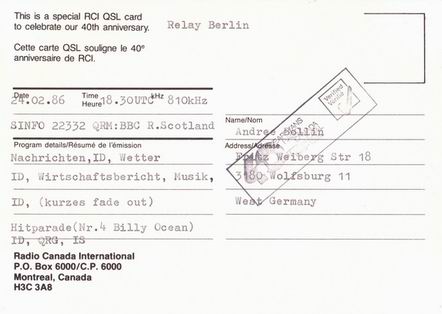 This is a special RCI QSL card
to celebrate our 40th anniversary.
Relay Berlin
Cette carte QSL souligne le 40e
anniversaire de RCI.
Date 24.02.86 Time Heure 18.30UTC kHz 810kHz
SINFO 22332 QRM:BBC R.Scotland
Program details/Résumé de l'émission
Nachrichten,ID, Wetter
ID, Wirtschaftsbericht, Musik,
ID, (kurzes fade out)
Hitparade(Nr.4 Billy Ocean)
ID, QRG, IS
Radio Canada International
P.O. Box 6000/C.P. 6000
Montreal, Canada
H3C 3A8
Name/Nom
Address/Adresse
Fritz Weiberg Str 18
3180 Wolfsburg 11
West Germany
Verified